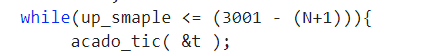 while(up_smaple <= (3001 - (N+1))){
acado_tic( &t );